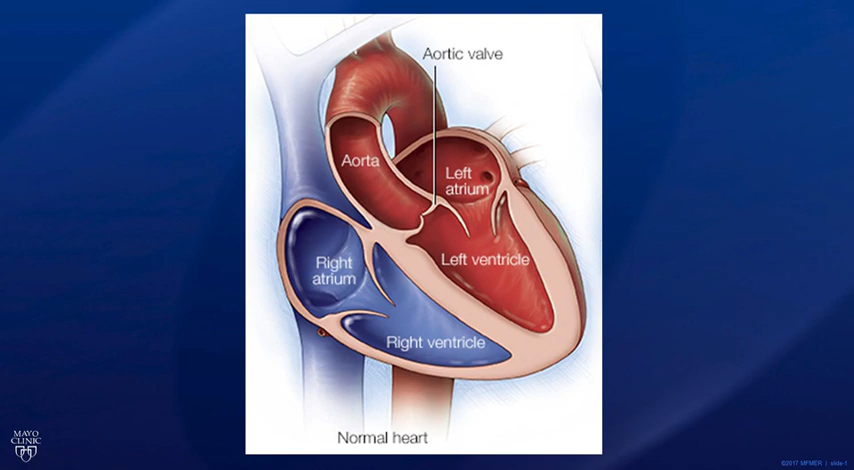 Aortic valve
Aorta
Left
atrium
Left ventricle
Right
atrium
Right ventricle
Normal heart
MAYO
CLINIC
©2017 MFMER | slide-1